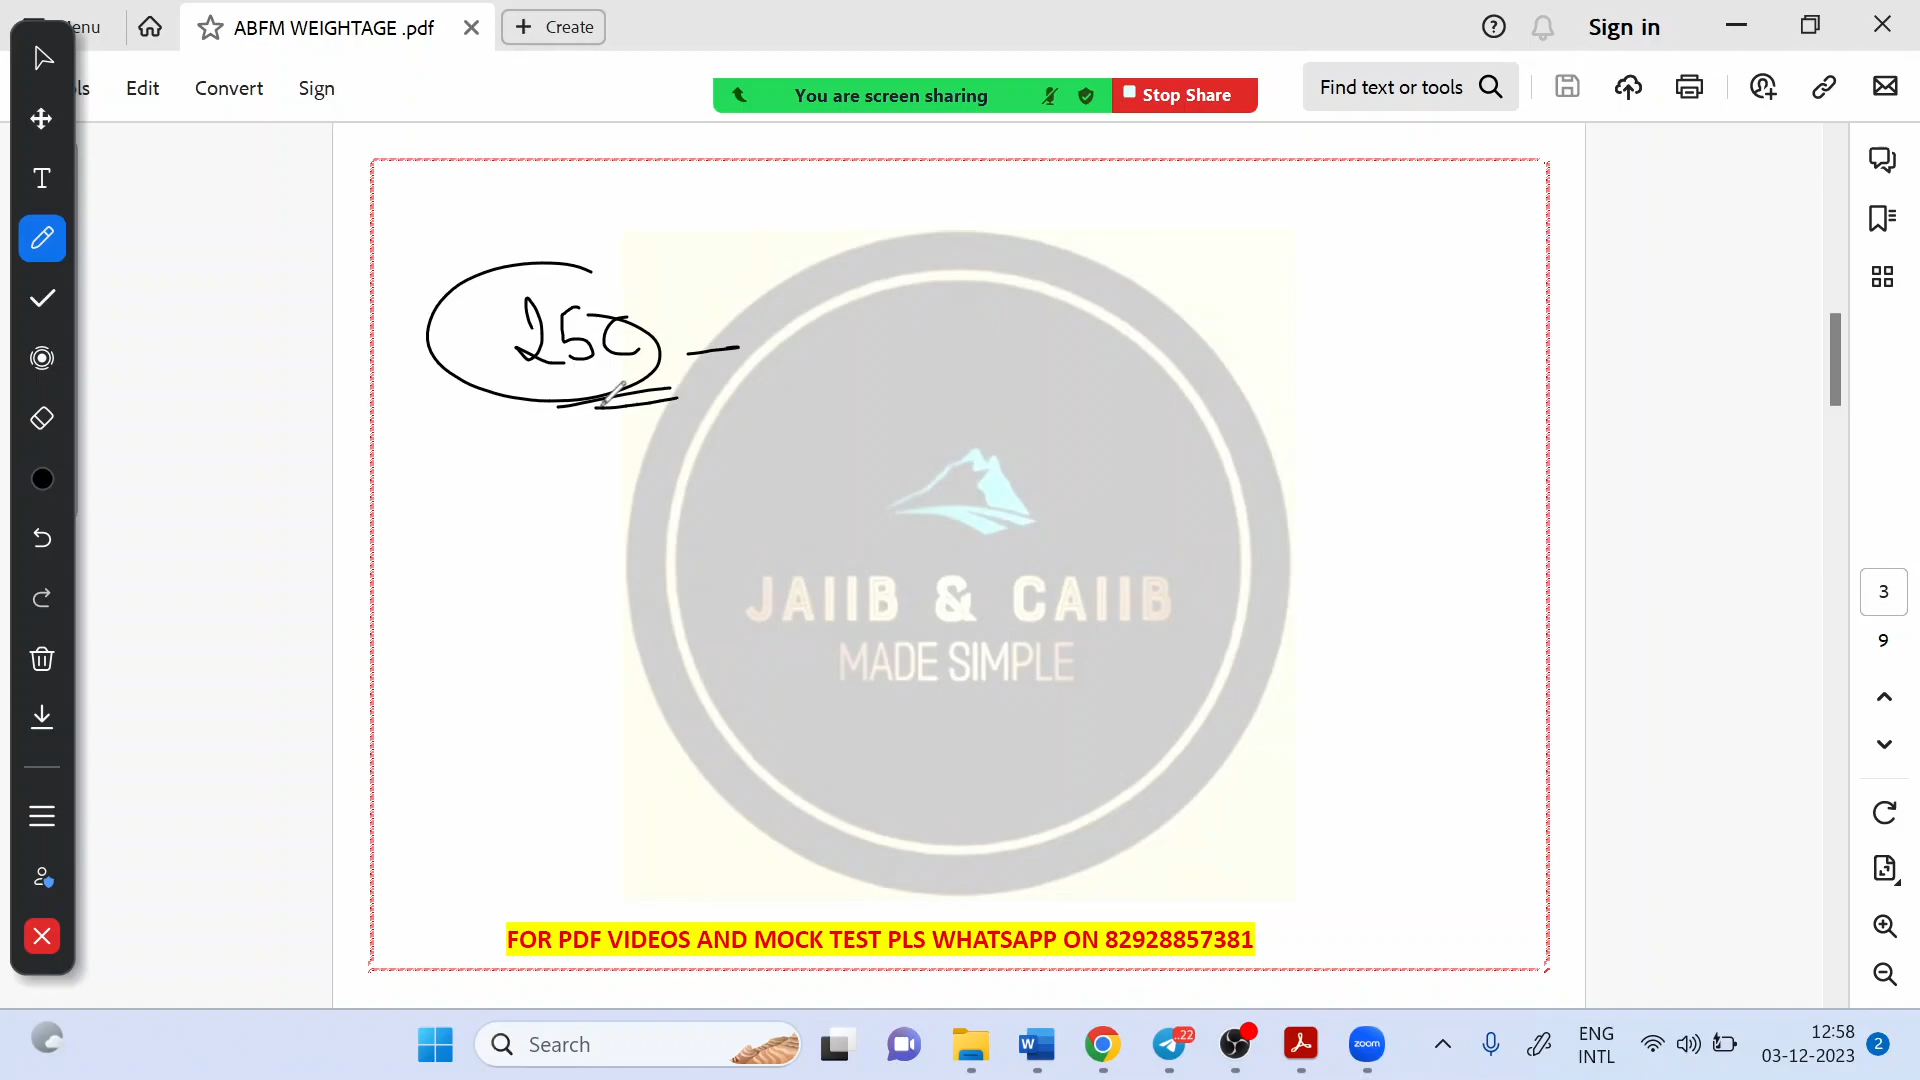 enu
ABFM WEIGHTAGE .pdf
Create
Sign in
ls
Edit
Convert
Sign
You are screen sharing
Stop Share
Find text or tools
T
250 -
JAIIB & CAIIB
MADE SIMPLE
3
9
FOR PDF VIDEOS AND MOCK TEST PLS WHATSAPP ON 82928857381
Search
W
..22
zoom
ENG
INTL
12:58
03-12-2023
2